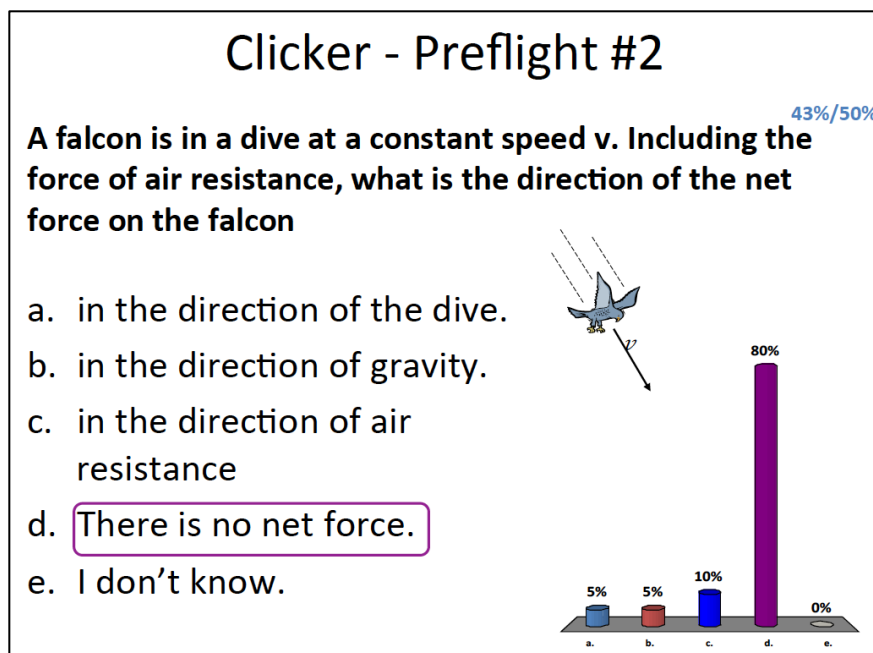 Clicker - Preflight #2
43%/50%
A falcon is in a dive at a constant speed v. Including the
force of air resistance, what is the direction of the net
force on the falcon
a. in the direction of the dive.
b. in the direction of gravity.
c. in the direction of air
resistance
d. There is no net force.
e. I don't know.
v
5%
5%
10%
80%
0%
a.
b.
c.
d.
e.